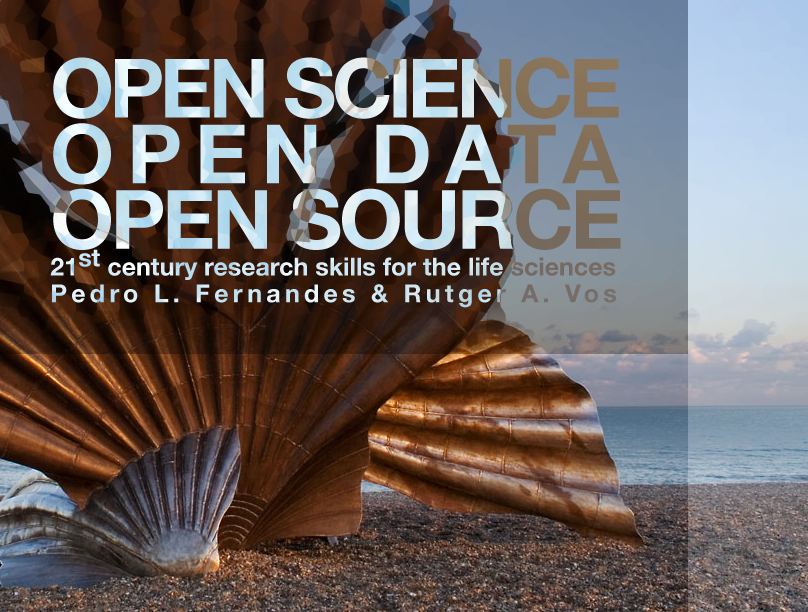 OPEN SCIENCE
OPEN DATA
OPEN SOURCE
21st century research skills for the life sciences
Pedro L. Fernandes & Rutger A. Vos